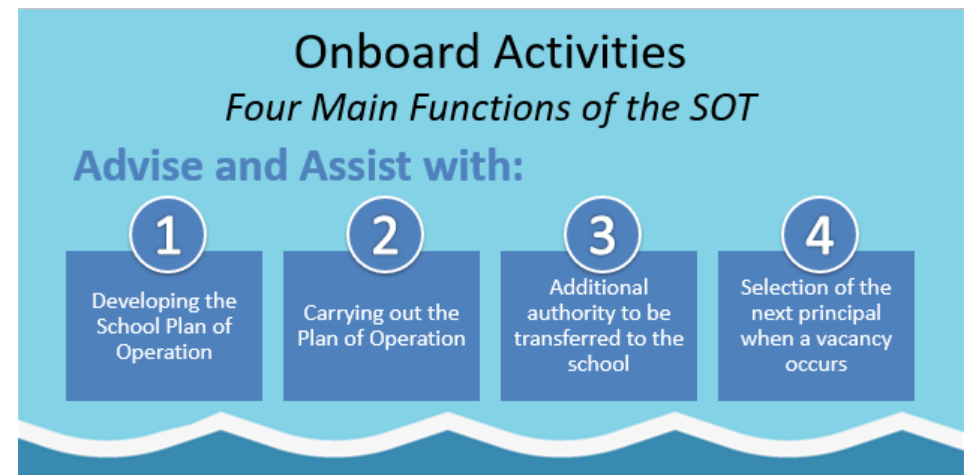 Onboard Activities
Four Main Functions of the SOT
Advise and Assist with:
1
Developing the
School Plan of
Operation
2
Carrying out the
Plan of Operation
3
Additional
authority to be
transferred to the
school
4
Selection of the
next principal
when a vacancy
occurs